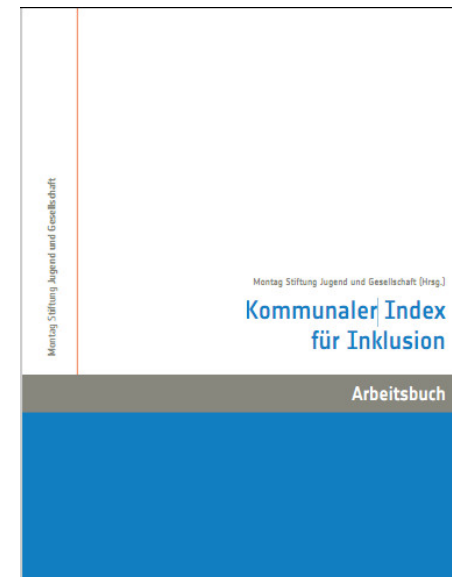 Montag Stiftung Jugend und Gesellschaft
Montag Stiftung Jugend und Gesellschaft (Hrsg.)
Kommunaler Index
für Inklusion
Arbeitsbuch